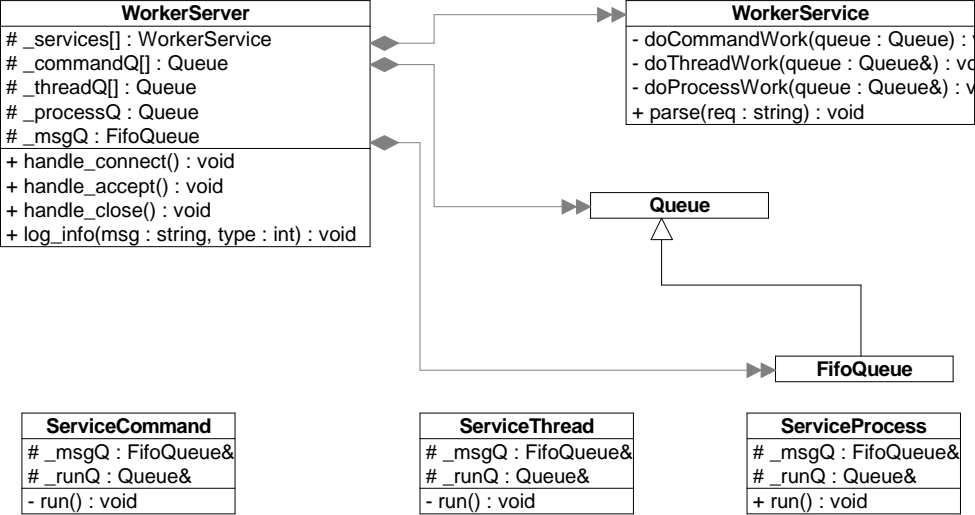 WorkerServer
# _services[] : WorkerService
# _commandQ[] : Queue
# _threadQ[] : Queue
# _processQ : Queue
# _msgQ : FifoQueue
+ handle_connect() : void
+ handle_accept() : void
+ handle_close() : void
+ log_info(msg : string, type : int) : void
WorkerService
- doCommandWork(queue : Queue) :
- doThreadWork(queue : Queue&) :
- doProcessWork(queue : Queue&) :
+ parse(req : string) : void
Queue
FifoQueue
ServiceCommand
# _msgQ : FifoQueue&
# _runQ : Queue&
- run() : void
ServiceThread
# _msgQ : FifoQueue&
# _runQ : Queue&
- run() : void
ServiceProcess
# _msgQ : FifoQueue&
# _runQ : Queue&
+ run() : void